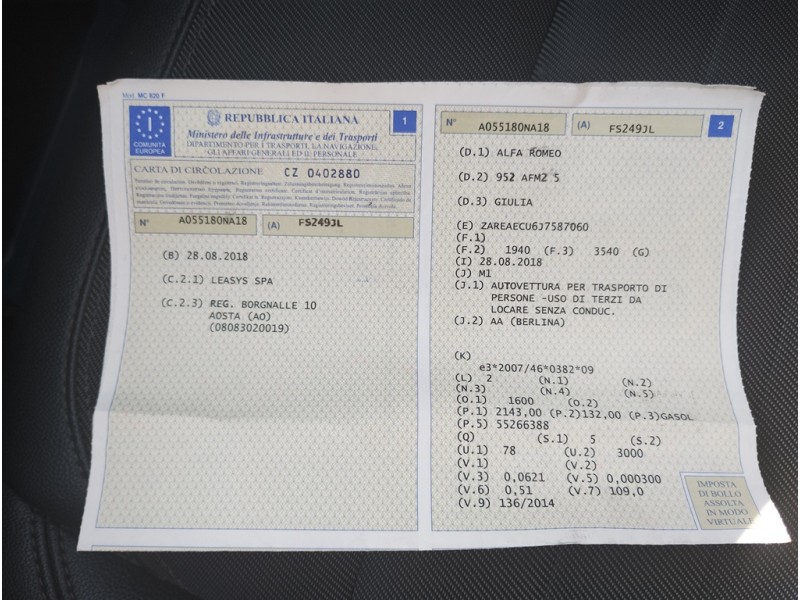 Mod. MC 820 F
REPUBBLICA ITALIANA
1
Ministero delle Infrastrutture e dei Trasporti
DIPARTIMENTO PER I TRASPORTI, LA NAVIGAZIONE,
GLI AFFARI GENERALI ED IL PERSONALE
COMUNITÀ
EUROPEA
CARTA DI CIRCOLAZIONE CZ 0402880
N° A055180NA18 (A) FS249JL
(B) 28.08.2018
(C.2.1) LEASYS SPA
(C.2.3) REG. BORGNALLE 10
AOSTA (AO)
(08083020019)
N° A055180NA18 (A) FS249JL 2
(D.1) ALFA ROMEO
(D.2) 952 AFM2 5
(D.3) GIULIA
(E) ZAREAECU6J7587060
(F.1)
(F.2) 1940 (F.3) 3540 (G)
(I) 28.08.2018
(J) M1
(J.1) AUTOVETTURA PER TRASPORTO DI
PERSONE -USO DI TERZI DA
LOCARE SENZA CONDUC.
(J.2) AA (BERLINA)
(K)
e3*2007/46*0382*09
(L) 2 (N.1) (N.2)
(N.3) (N.4) (N.5)
(O.1) 1600 (O.2)
(P.1) 2143,00 (P.2)132,00 (P.3)GASOL
(P.5) 55266388
(Q) (S.1) 5 (S.2)
(U.1) 78 (U.2) 3000
(V.1) (V.2)
(V.3) 0,0621 (V.5) 0,000300
(V.6) 0,51 (V.7) 109,0
(V.9) 136/2014
IMPOSTA
DI BOLLO
ASSOLTA
IN MODO
VIRTUALE